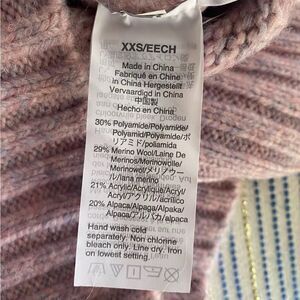 XXS/EECH
Made in China
Fabriqué en Chine
In China Hergestellt
Vervaardigd in China
中国製
Hecho en China
30% Polyamide/Polyamide/
Polyamid/Polyamide/ポ
リアミド/poliamida
29% Merino Wool/Laine De
Merinos/Merinowolle/
Merinowol/メリノウー
ル/lana merino
21% Acrylic/Acrylique/Acryl/
Acryl/アクリル/acrílico
20% Alpaca/Alpaga/Alpaka/
Alpaca/アルパカ/alpaca
Hand wash cold
separately. Non chlorine
bleach only. Line dry. Iron
on lowest setting.